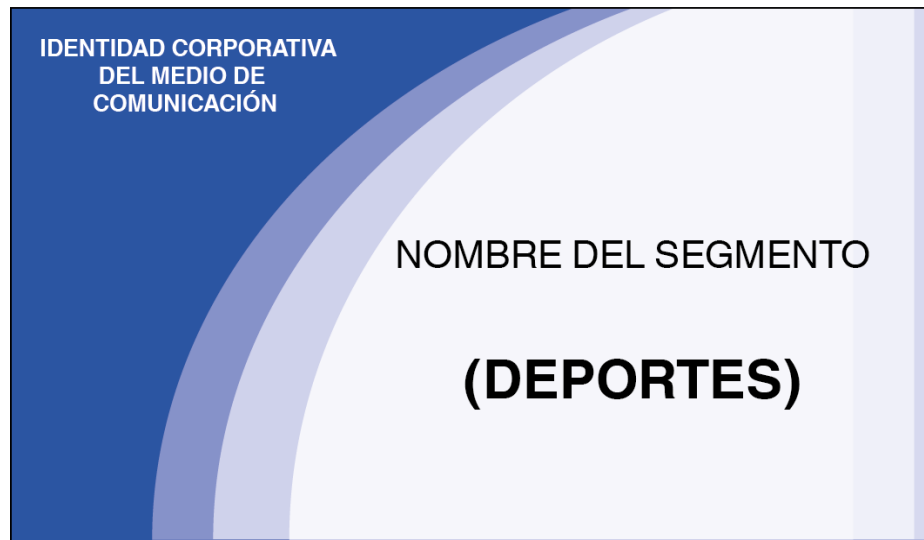 IDENTIDAD CORPORATIVA
DEL MEDIO DE
COMUNICACIÓN
NOMBRE DEL SEGMENTO
(DEPORTES)